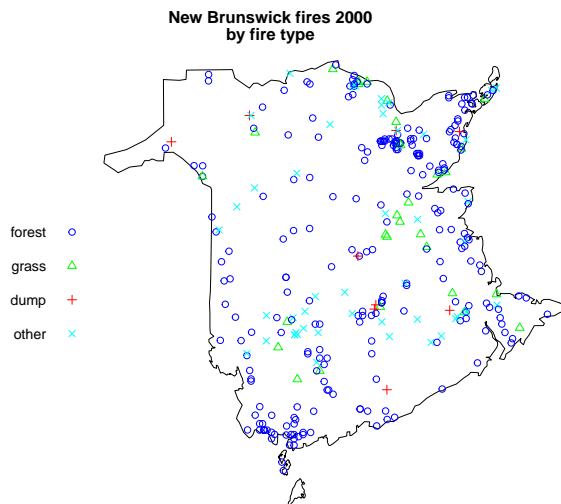 New Brunswick fires 2000
by fire type
forest
grass
dump
other